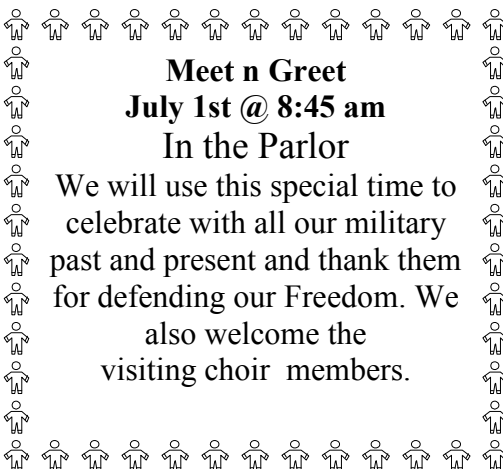 Meet n Greet
July 1st @ 8:45 am
In the Parlor
We will use this special time to
celebrate with all our military
past and present and thank them
for defending our Freedom. We
also welcome the
visiting choir  members.